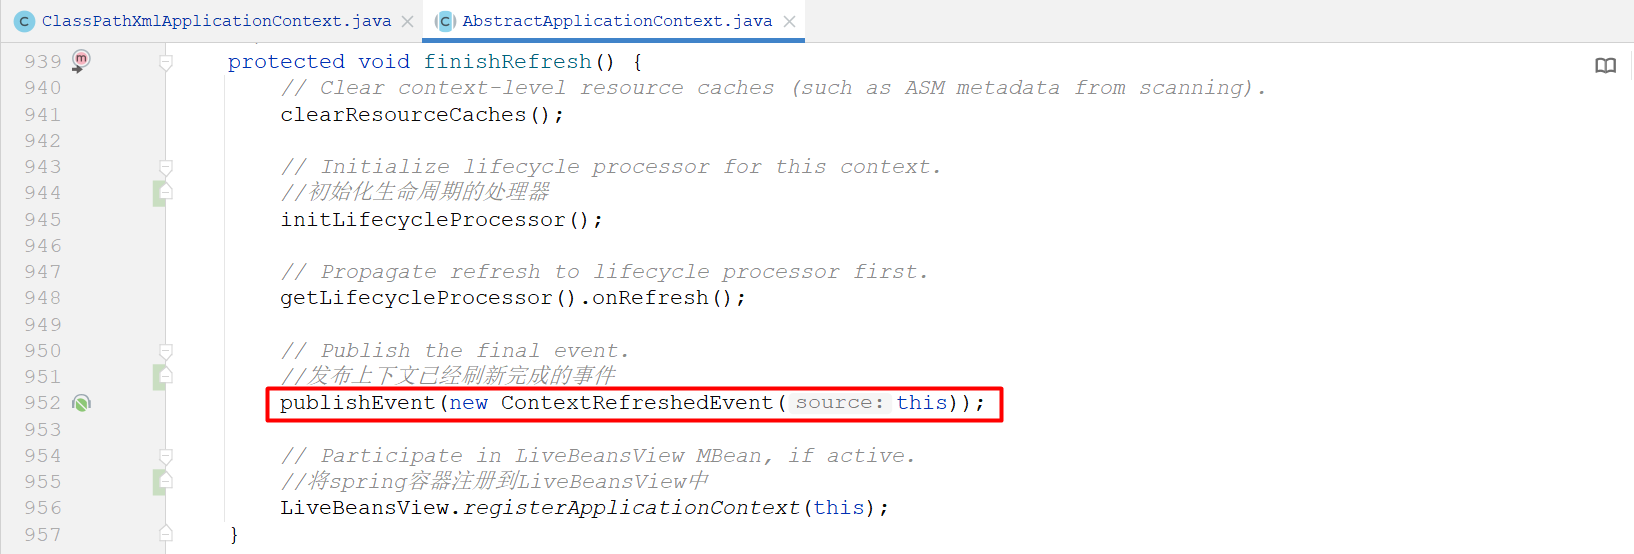 ClassPathXmlApplicationContext.java AbstractApplicationContext.java
939 protected void finishRefresh() {
940 // Clear context-level resource caches (such as ASM metadata from scanning).
941 clearResourceCaches();
942
943 // Initialize lifecycle processor for this context.
944 //初始化生命周期的处理器
945 initLifecycleProcessor();
946
947 // Propagate refresh to lifecycle processor first.
948 getLifecycleProcessor().onRefresh();
949
950 // Publish the final event.
951 //发布上下文已经刷新完成的事件
952 publishEvent(new ContextRefreshedEvent( source: this));
953
954 // Participate in LiveBeansView MBean, if active.
955 //将spring容器注册到LiveBeansView中
956 LiveBeansView.registerApplicationContext(this);
957 }